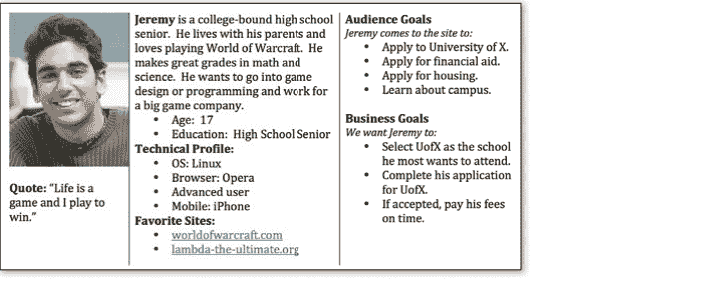 Quote: "Life is a
game and I play to
win."
Jeremy is a college-bound high school
senior. He lives with his parents and
loves playing World of Warcraft. He
makes great grades in math and
science. He wants to go into game
design or programming and work for
a big game company.
• Age: 17
• Education: High School Senior
Technical Profile:
• OS: Linux
• Browser: Opera
• Advanced user
• Mobile: iPhone
Favorite Sites:
• worldofwarcraft.com
• lambda-the-ultimate.org
Audience Goals
Jeremy comes to the site to:
• Apply to University of X.
• Apply for financial aid.
• Apply for housing.
• Learn about campus.
Business Goals
We want Jeremy to:
• Select UofX as the school
he most wants to attend.
• Complete his application
for UofX.
• If accepted, pay his fees
on time.